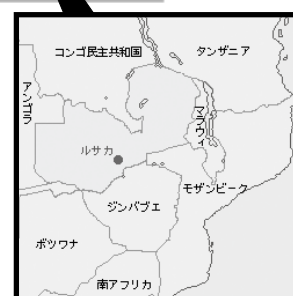 コンゴ民主共和国
タンザニア
アンゴラ
マラウィ
ルサカ
モザンビーク
ジンバブエ
ボツワナ
南アフリカ